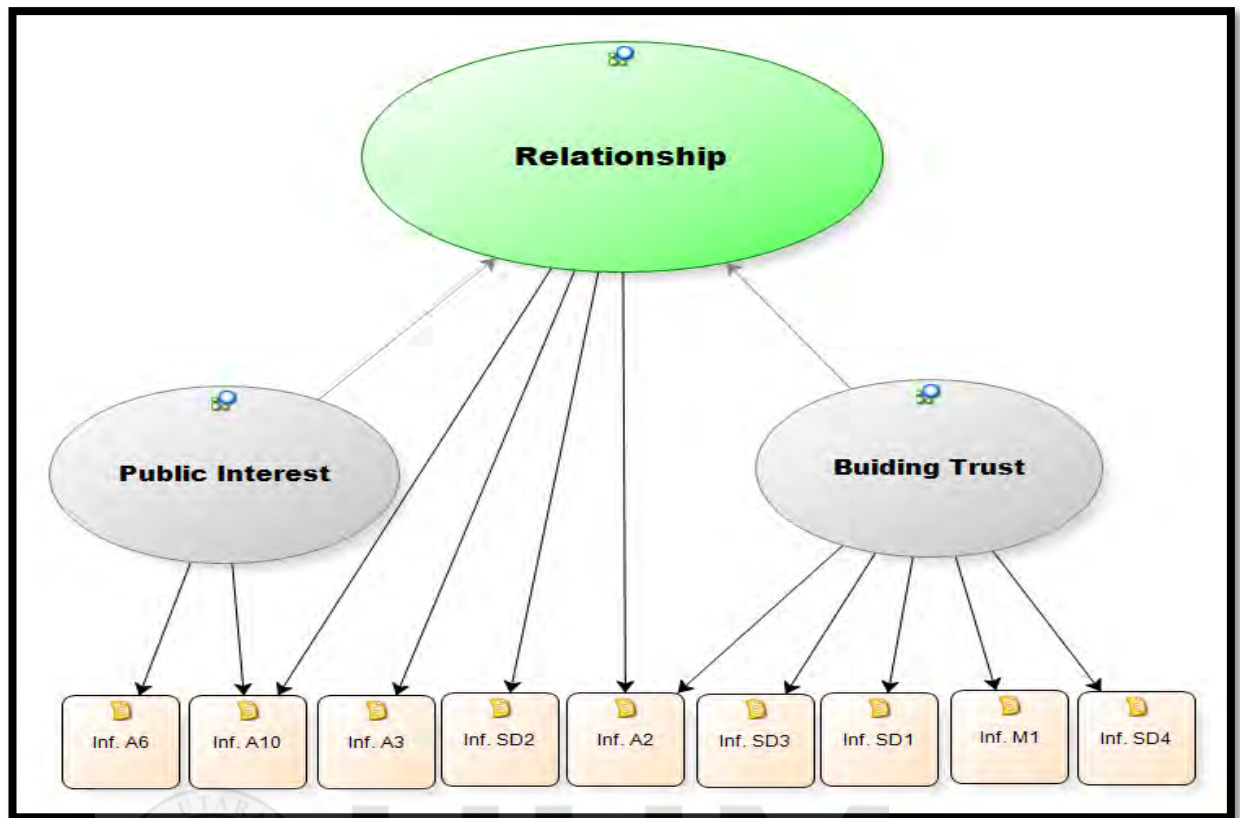 Relationship
Public Interest
Buiding Trust
Inf. A6
Inf. A10
Inf. A3
Inf. SD2
Inf. A2
Inf. SD3
Inf. SD1
Inf. M1
Inf. SD4
UTAR